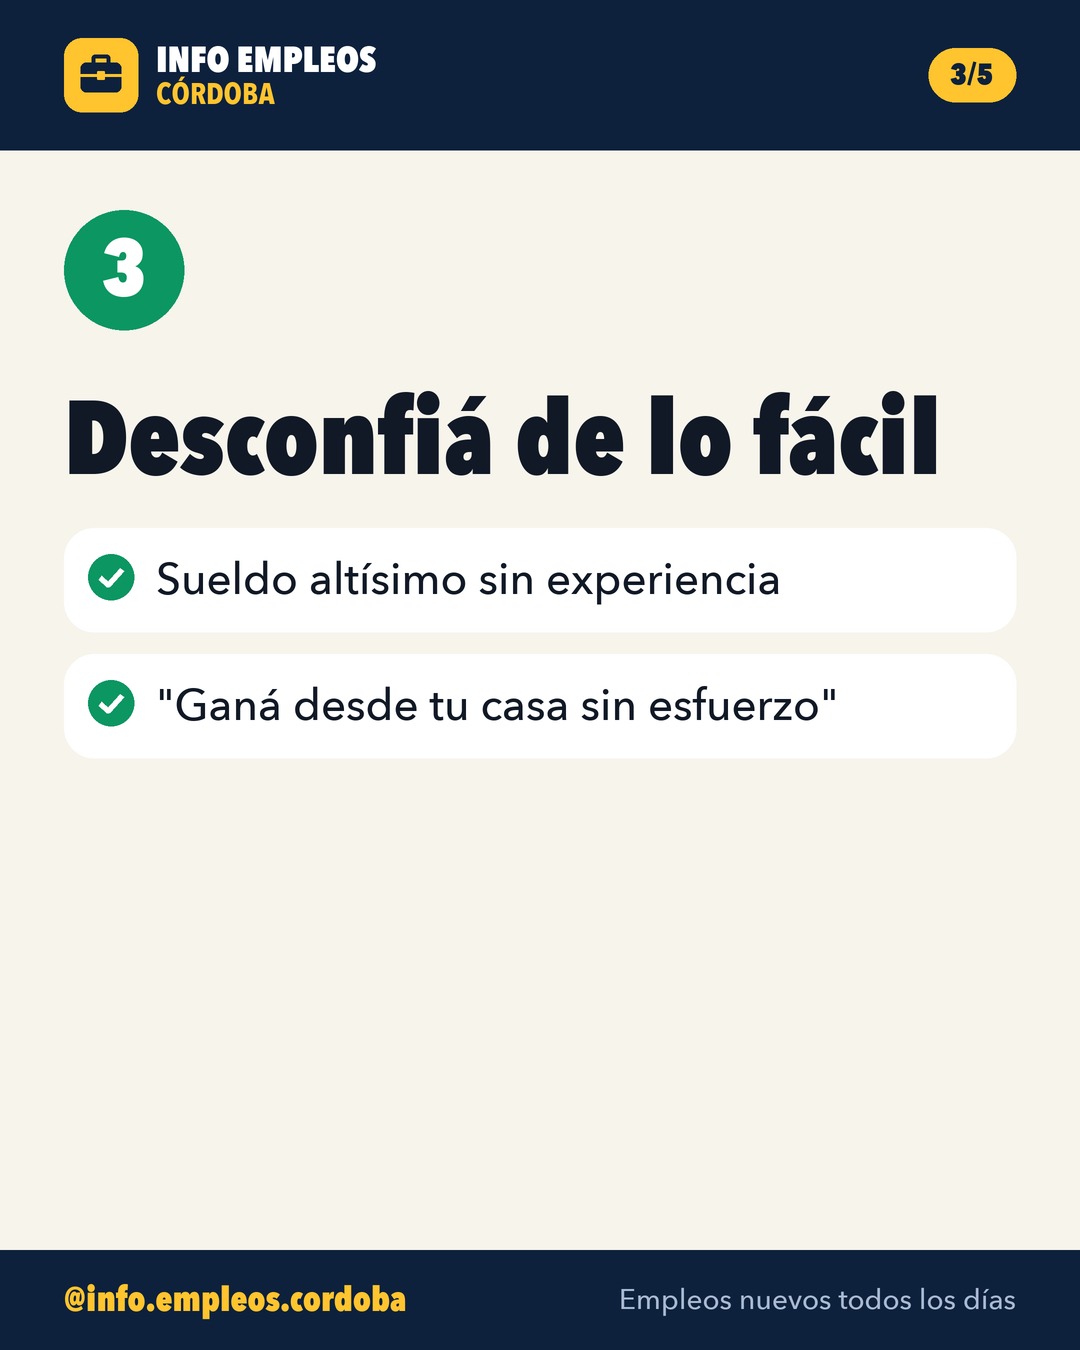 INFO EMPLEOS
CÓRDOBA
3/5
3
Desconfiá de lo fácil
Sueldo altísimo sin experiencia
"Ganá desde tu casa sin esfuerzo"
@info.empleos.cordoba
Empleos nuevos todos los días